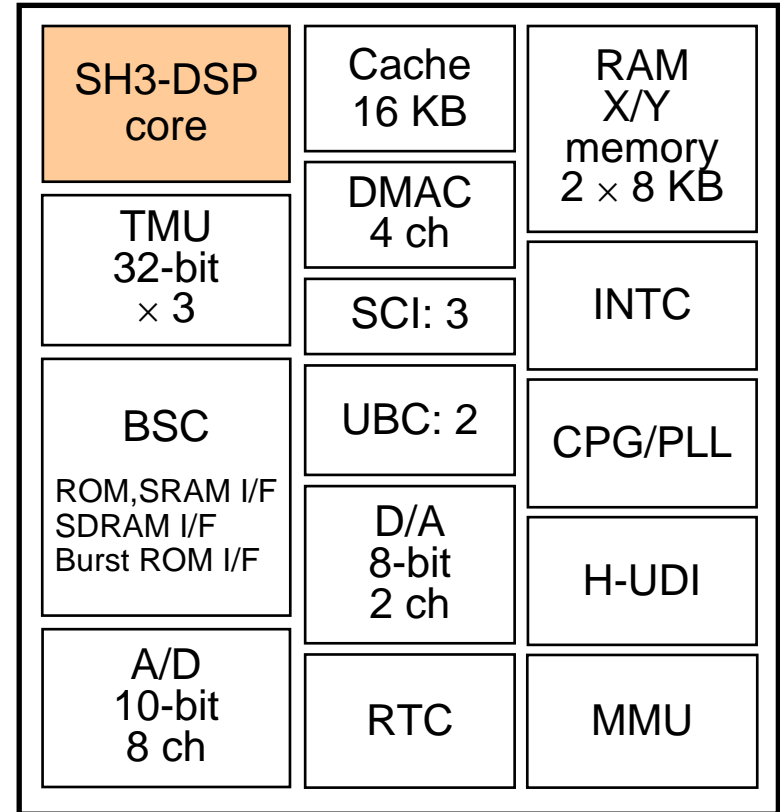 SH3-DSP
core
TMU
32-bit
× 3
BSC
ROM,SRAM I/F
SDRAM I/F
Burst ROM I/F
A/D
10-bit
8 ch
Cache
16 KB
DMAC
4 ch
SCI: 3
UBC: 2
D/A
8-bit
2 ch
RTC
RAM
X/Y
memory
2 × 8 KB
INTC
CPG/PLL
H-UDI
MMU